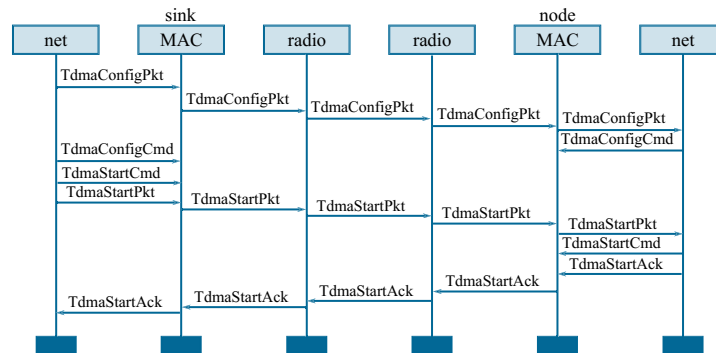 sink
node
net
MAC
radio
radio
MAC
net
TdmaConfigPkt
TdmaConfigPkt
TdmaConfigPkt
TdmaConfigPkt
TdmaConfigPkt
TdmaConfigCmd
TdmaConfigCmd
TdmaStartCmd
TdmaStartPkt
TdmaStartPkt
TdmaStartPkt
TdmaStartPkt
TdmaStartPkt
TdmaStartCmd
TdmaStartAck
TdmaStartAck
TdmaStartAck
TdmaStartAck
TdmaStartAck